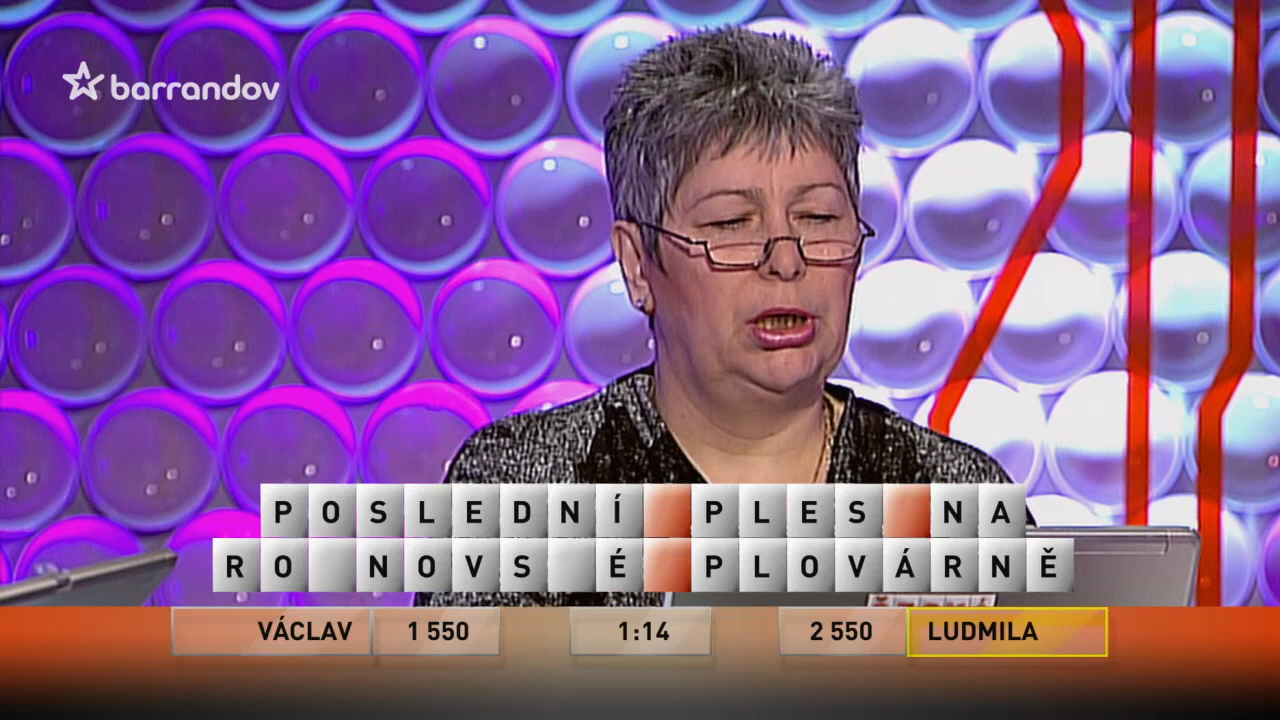 barrandov
POSLEDNÍ PLES NA
RO NOVS É PLOVÁRNĚ
VÁCLAV 1 550 1:14 2 550 LUDMILA